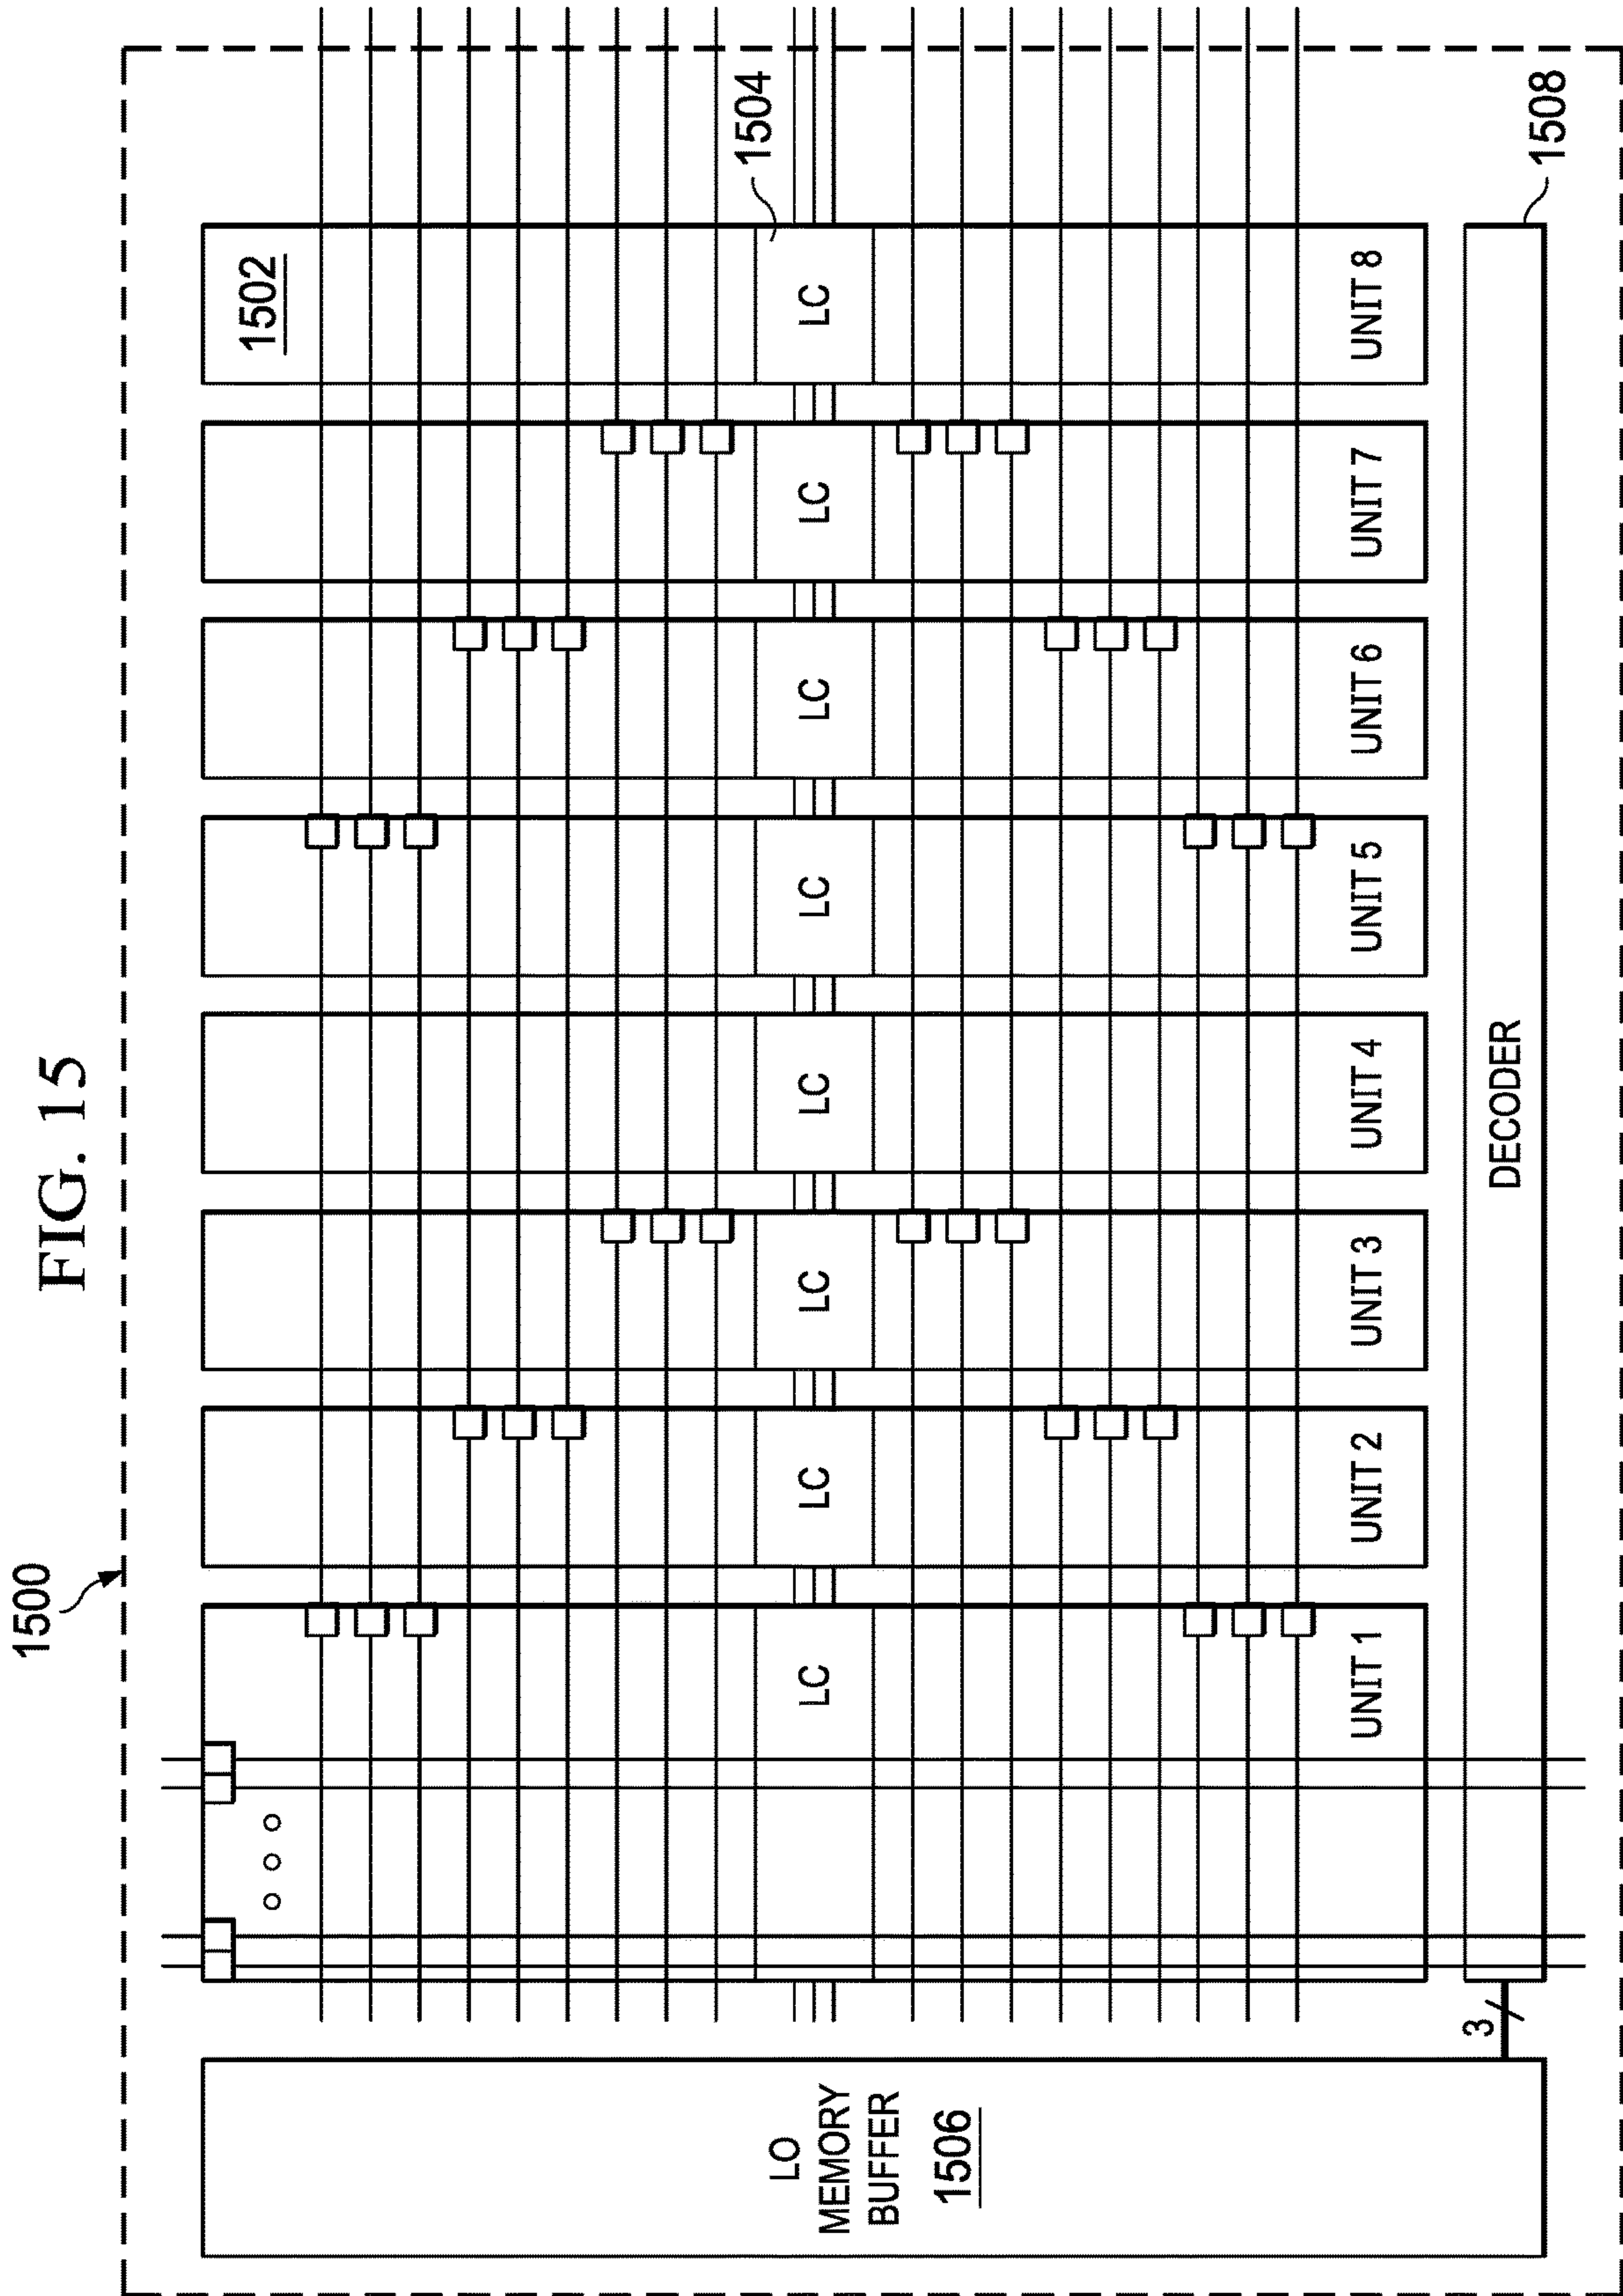 FIG. 15
1500
1502
1504
LC
LC
LC
LC
LC
LC
LC
LC
UNIT 1
UNIT 2
UNIT 3
UNIT 4
UNIT 5
UNIT 6
UNIT 7
UNIT 8
LO
MEMORY
BUFFER
1506
3
DECODER
1508